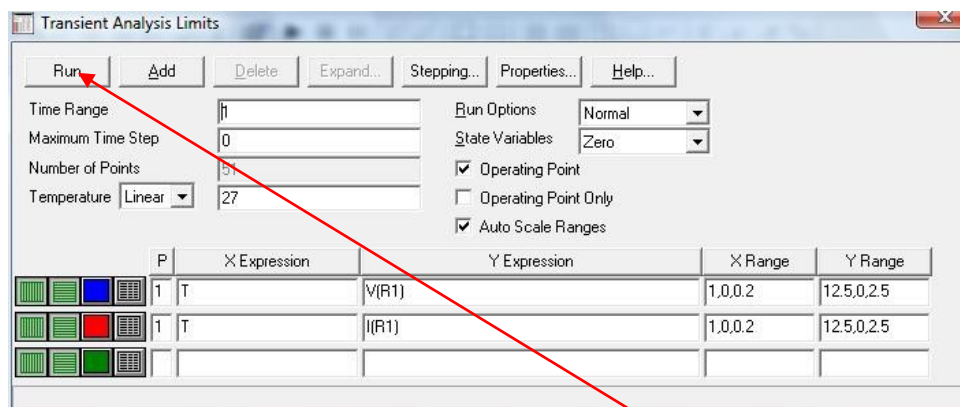 Transient Analysis Limits
Run Add Delete Expand... Stepping... Properties... Help...
Time Range 1 Run Options Normal
Maximum Time Step 0 State Variables Zero
Number of Points 51 Operating Point
Temperature Linear 27 Operating Point Only
Auto Scale Ranges
P X Expression Y Expression X Range Y Range
1 T V(R1) 1,0,0.2 12.5,0,2.5
1 T I(R1) 1,0,0.2 12.5,0,2.5